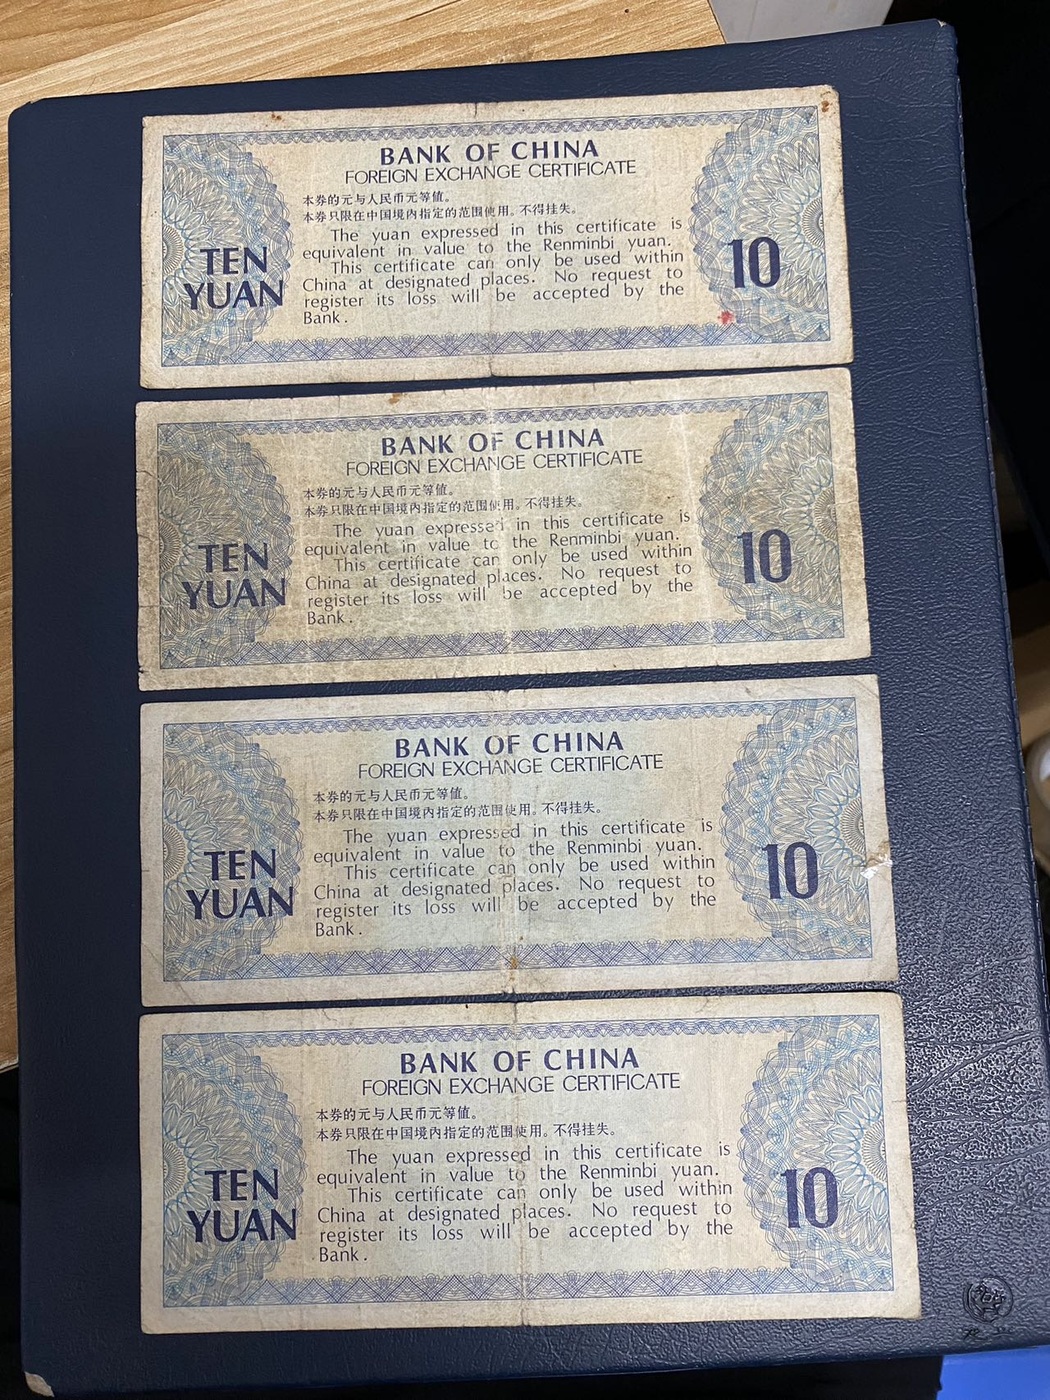 BANK OF CHINA
FOREIGN EXCHANGE CERTIFICATE
本券的元与人民币元等值。
本券只限在中国境内指定的范围使用。不得挂失。
The yuan expressed in this certificate is
equivalent in value to the Renminbi yuan.
This certificate can only be used within
China at designated places. No request to
register its loss will be accepted by the
Bank.
TEN
YUAN
10
BANK OF CHINA
FOREIGN EXCHANGE CERTIFICATE
本券的元与人民币元等值。
本券只限在中国境内指定的范围使用。不得挂失。
The yuan expressed in this certificate is
equivalent in value to the Renminbi yuan.
This certificate can only be used within
China at designated places. No request to
register its loss will be accepted by the
Bank.
TEN
YUAN
10
BANK OF CHINA
FOREIGN EXCHANGE CERTIFICATE
本券的元与人民币元等值。
本券只限在中国境内指定的范围使用。不得挂失。
The yuan expressed in this certificate is
equivalent in value to the Renminbi yuan.
This certificate can only be used within
China at designated places. No request to
register its loss will be accepted by the
Bank.
TEN
YUAN
10
BANK OF CHINA
FOREIGN EXCHANGE CERTIFICATE
本券的元与人民币元等值。
本券只限在中国境内指定的范围使用。不得挂失。
The yuan expressed in this certificate is
equivalent in value to the Renminbi yuan.
This certificate can only be used within
China at designated places. No request to
register its loss will be accepted by the
Bank.
TEN
YUAN
10